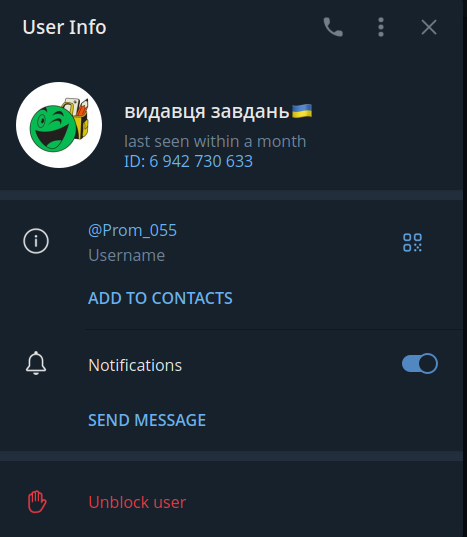 User Info
видавця завдань🇺🇦
last seen within a month
ID: 6 942 730 633
@Prom_055
Username
ADD TO CONTACTS
Notifications
SEND MESSAGE
Unblock user